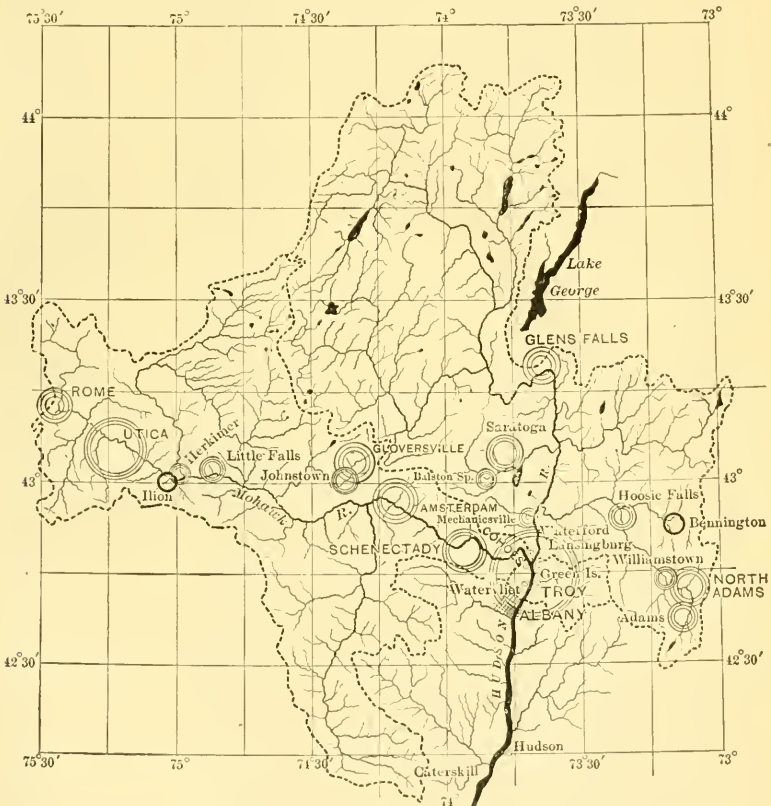 75°30′ 75° 74°30′ 73°30′ 73°
44° 44°
43°30′ 43°30′
Lake
George
GLENS FALLS
ROME
UTICA
Herkimer
Little Falls
GLOVERSVILLE
Saratoga
43° 43°
Johnstown
Balston Sp.
Ilion
Mohawk
R.
AMSTERDAM
Mechanicsville
R.
Hoosic Falls
Bennington
SCHENECTADY
COHOES
Waterford
Lansingburg
Williamstown
Green Is.
Watervliet
TROY
NORTH
ADAMS
ALBANY
Adams
42°30′ 42°30′
HUDSON
Hudson
Catterskill
75°30′ 75° 74°30′ 74° 73°30′ 73°